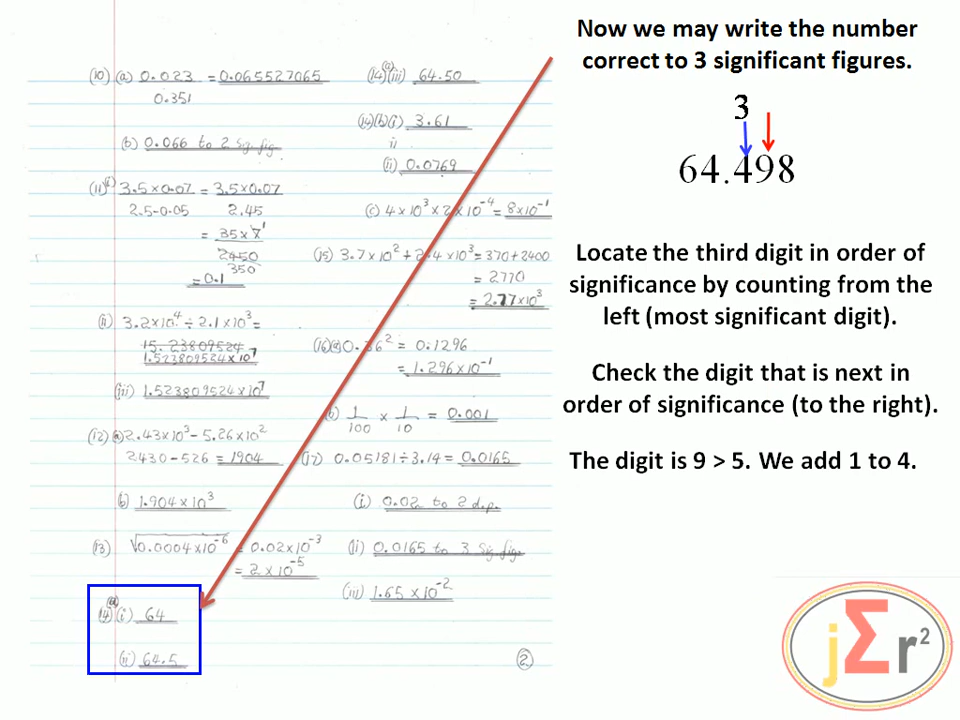 Now we may write the number
correct to 3 significant figures.
3
64.498
Locate the third digit in order of
significance by counting from the
left (most significant digit).
Check the digit that is next in
order of significance (to the right).
The digit is 9 > 5. We add 1 to 4.
(10) (a) 0.023 = 0.065527065
0.351
(b) 0.066 to 2 sig. fig
(11) (i) 3.5×0.07 = 3.5×0.07
2.5-0.05 2.45
= 35 × 7 1
2450
350
= 0.1
(ii) 3.2×10⁴ ÷ 2.1×10³ =
15.23809524
1.523809524×10⁷
(iii) 1.523809524×10⁷
(12) (a) 2.43×10³ - 5.26×10²
2430 - 526 = 1904
(b) 1.904×10³
(13) √0.0004×10⁻⁶ = 0.02×10⁻³
= 2×10⁻⁵
(a)
14 (i) 64
(ii) 64.5
(14)(a)(iii) 64.50
(14)(b)(i) 3.61
ii
(ii) 0.0769
(c) 4×10³ × 2×10⁻⁴ = 8×10⁻¹
(15) 3.7×10² + 2.4×10³ = 370 + 2400
= 2770
= 2.77×10³
(16)(a) 0.36² = 0.1296
= 1.296×10⁻¹
(b) 1/100 × 1/10 = 0.001
(17) 0.05181 ÷ 3.14 = 0.0165
(i) 0.02 to 2 d.p.
(ii) 0.0165 to 3 sig. figs
(iii) 1.65×10⁻²
(2)
jΣr²